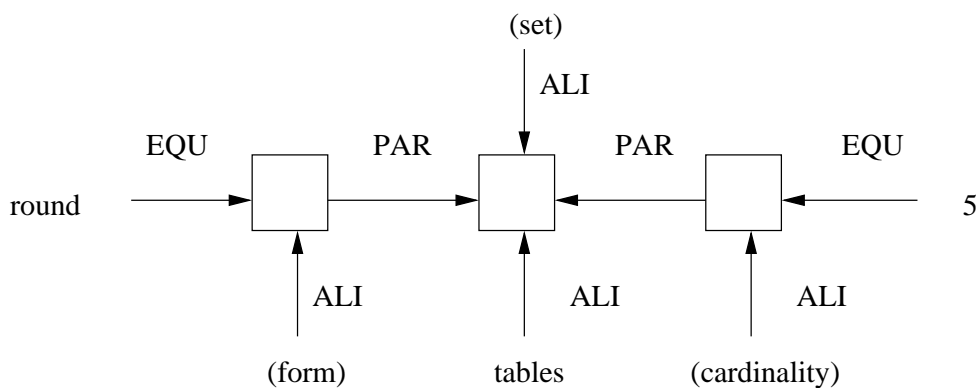 (set)
ALI
EQU PAR PAR EQU
round 5
ALI ALI ALI
(form) tables (cardinality)